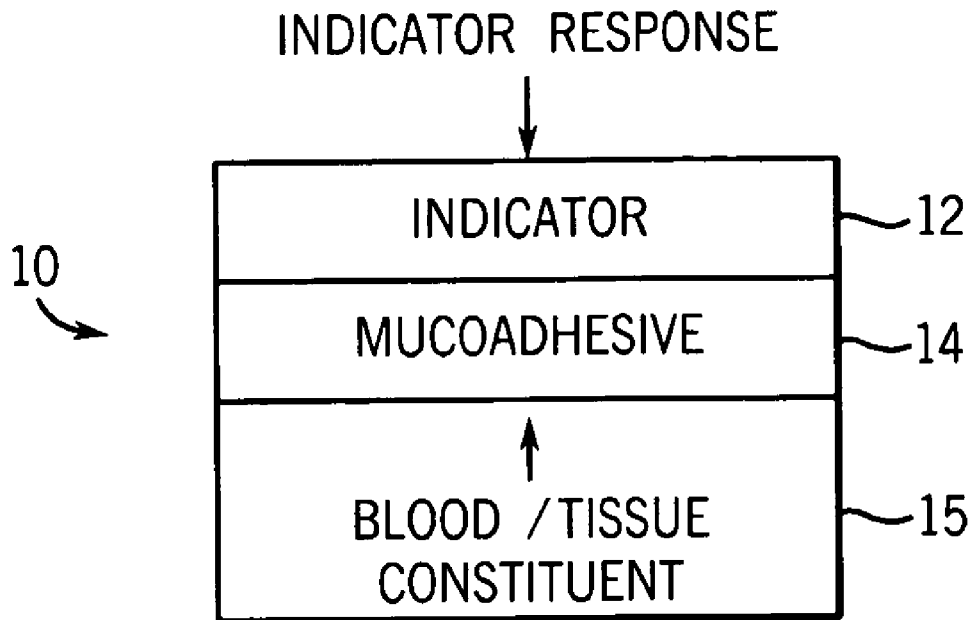 INDICATOR RESPONSE
INDICATOR
12
10
MUCOADHESIVE
14
BLOOD / TISSUE
15
CONSTITUENT